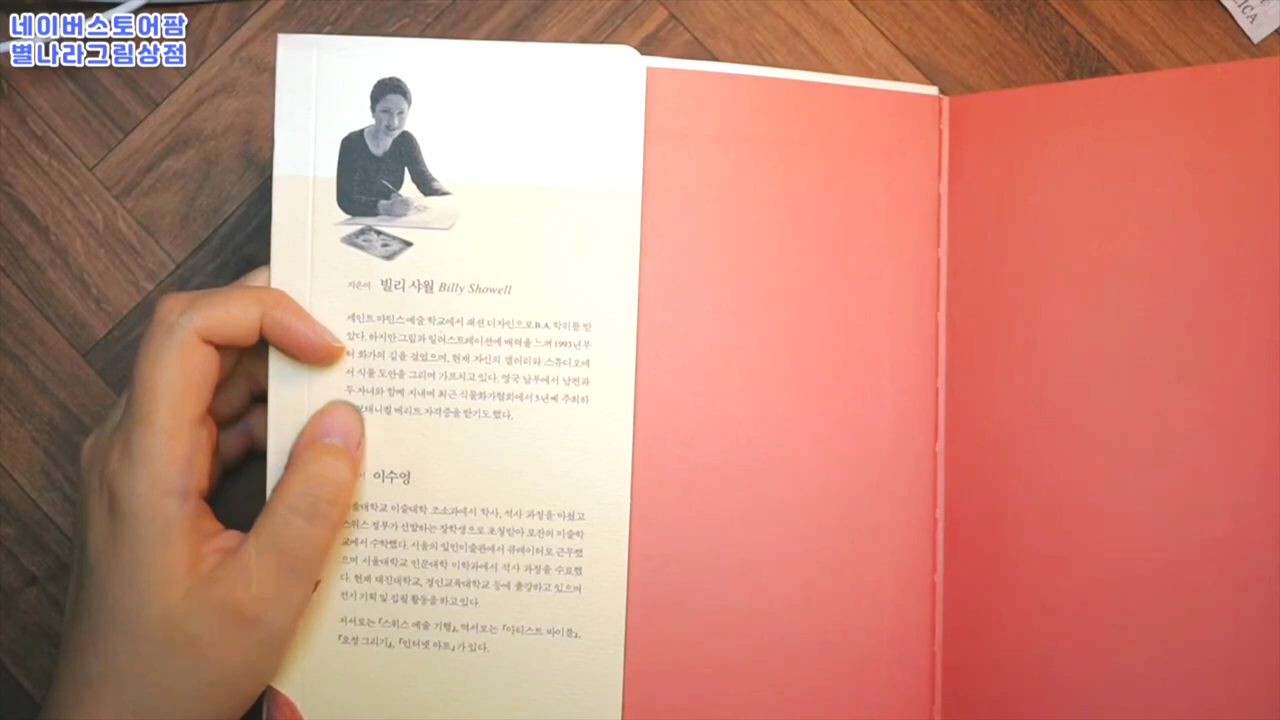 네이버스토어팜
별나라그림상점
LICA
지은이 빌리 샤월 Billy Showell
세인트 마틴스 예술 학교에서 패션 디자인으로 B.A. 학위를 받
았다. 하지만 그림과 일러스트레이션에 매력을 느껴 1993년부
터 화가의 길을 걸었으며, 현재 자신의 갤러리와 스튜디오에
서 식물 도안을 그리며 가르치고 있다. 영국 남부에서 남편과
두 자녀와 함께 지내며 최근 식물화가협회에서 5년째 주최하
보태니컬 메리트 자격증을 받기도 했다.
이수영
대학교 미술대학 조소과에서 학사, 석사 과정을 마쳤고
스위스 정부가 선발하는 장학생으로 초청받아 로잔의 미술학
교에서 수학했다. 서울의 일민미술관에서 큐레이터로 근무했
으며 서울대학교 인문대학 미학과에서 석사 과정을 수료했
다. 현재 대진대학교, 경인교육대학교 등에 출강하고 있으며
전시 기획 및 집필 활동을 하고 있다.
저서로는 『스위스 예술 기행』, 역서로는 『아티스트 바이블』,
『요정 그리기』, 『인터넷 아트』가 있다.